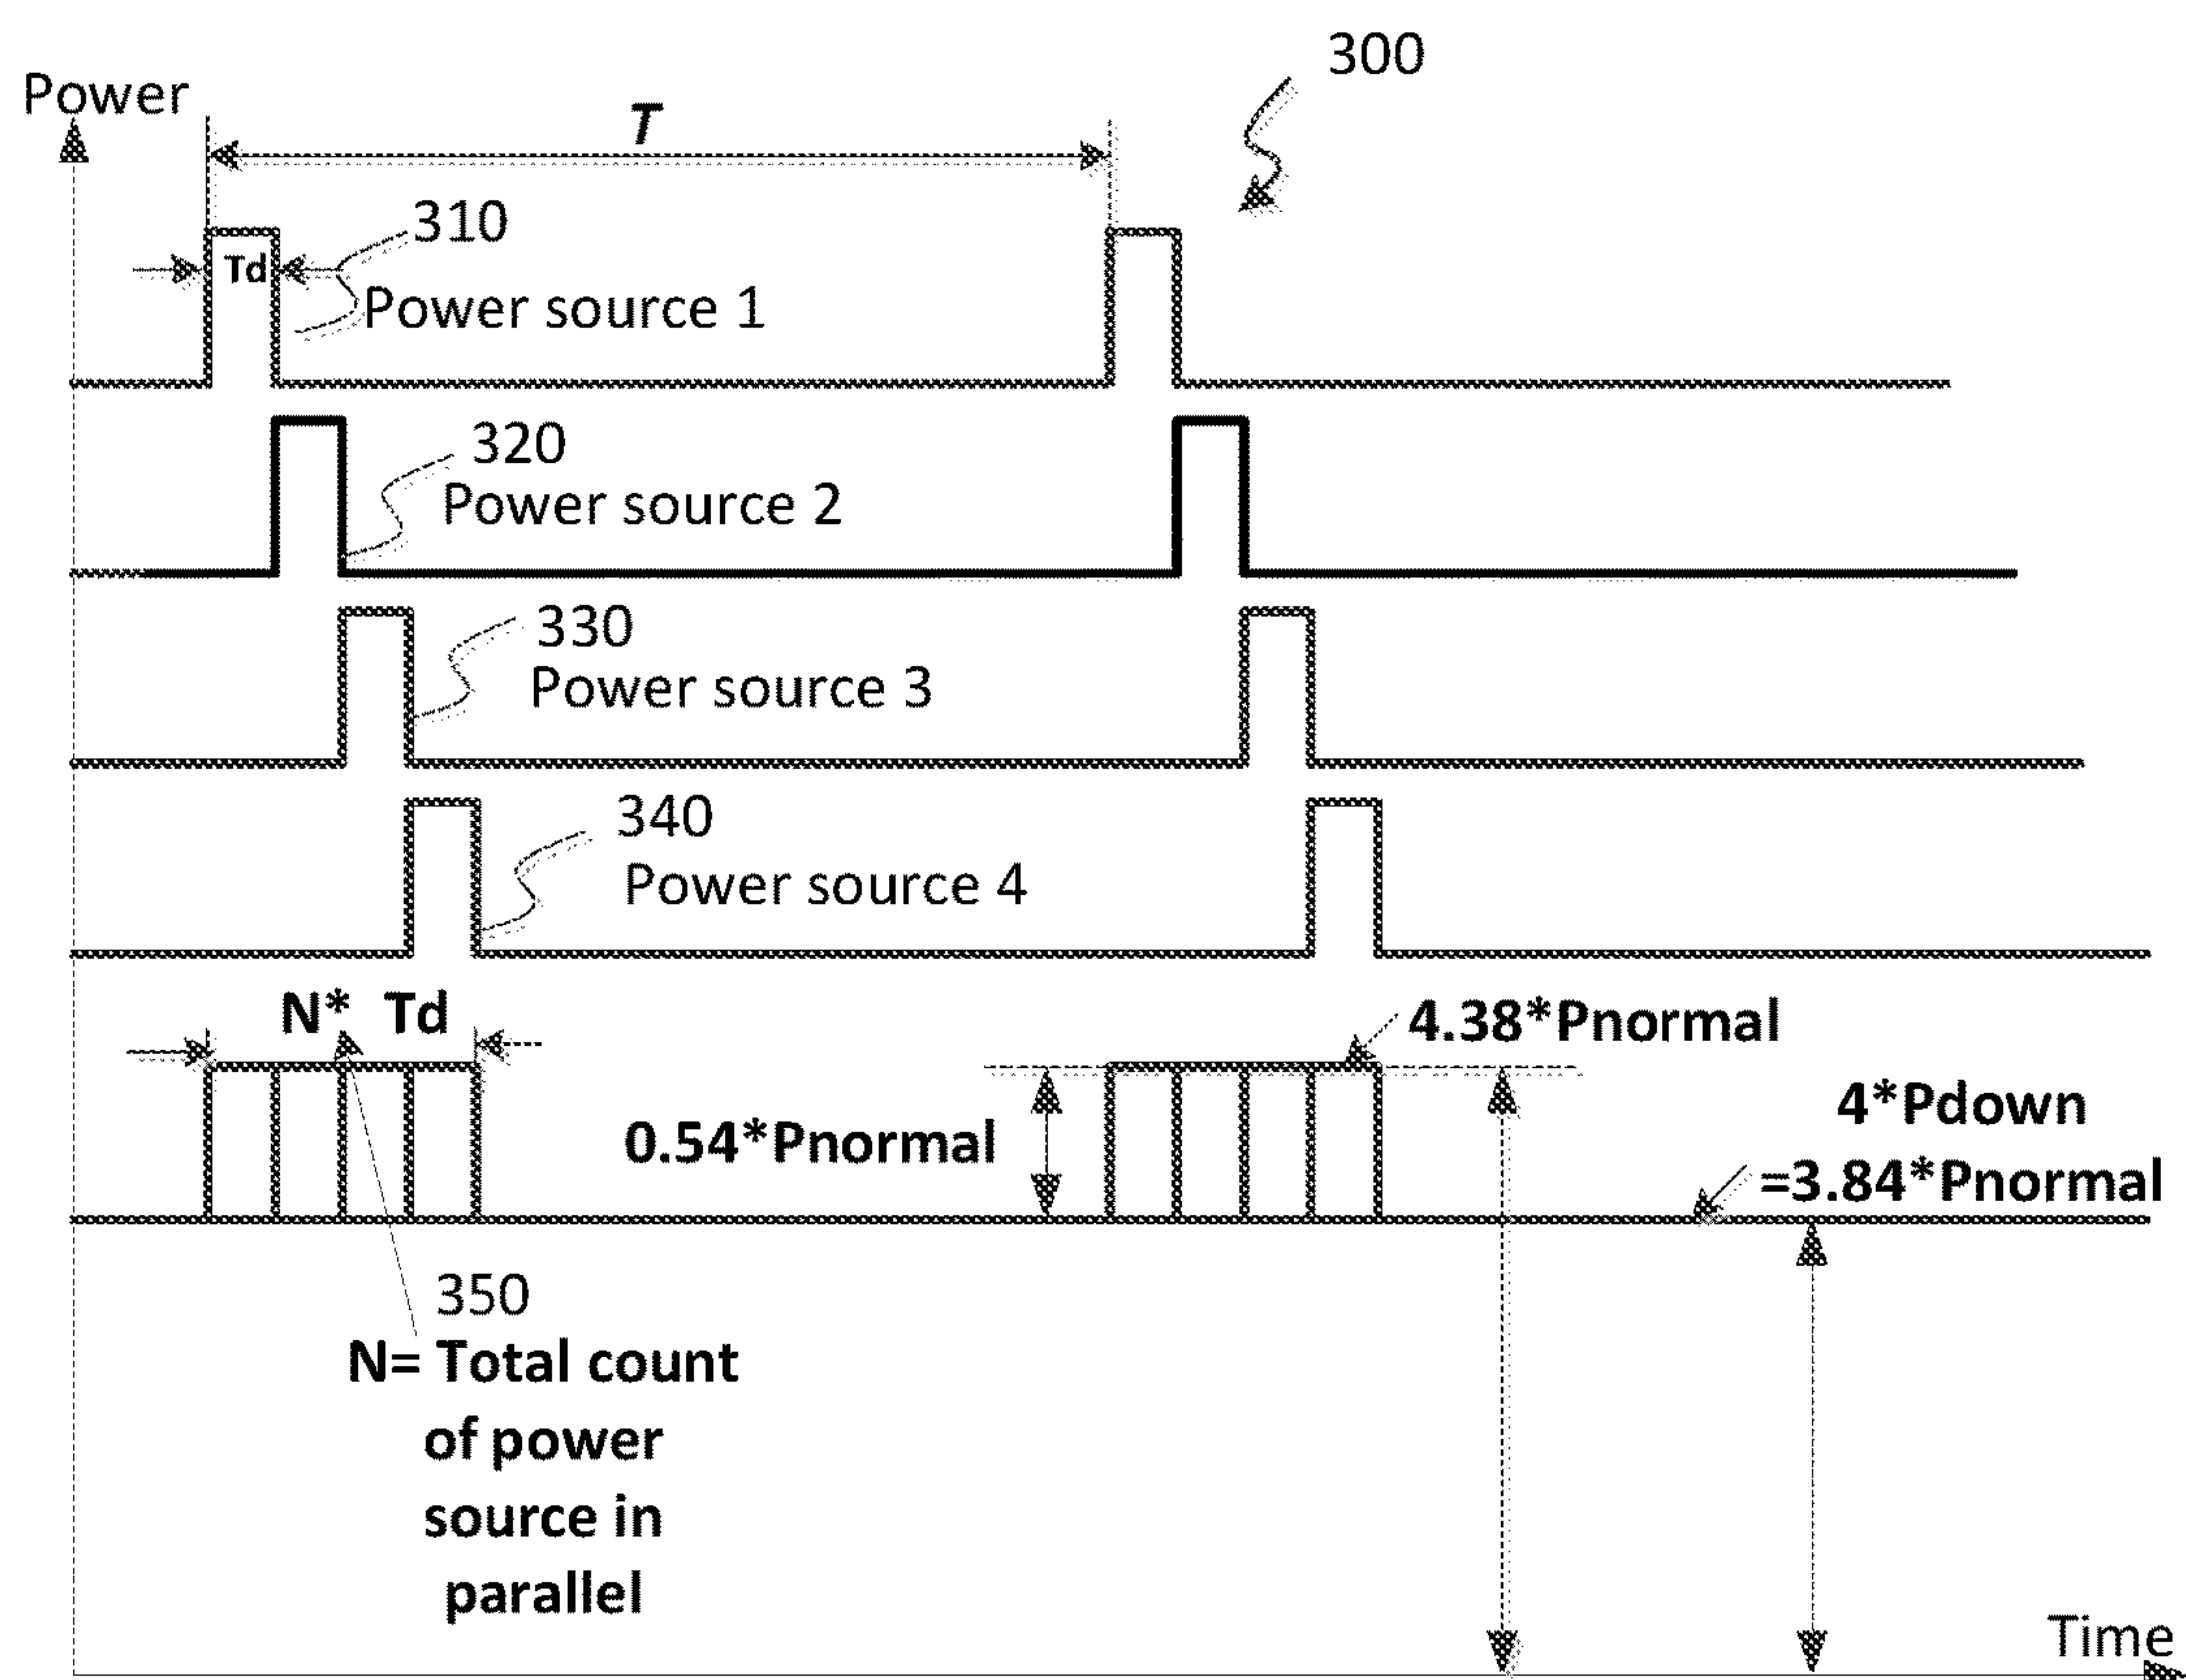 300
Power
T
310
Td
Power source 1
320
Power source 2
330
Power source 3
340
Power source 4
N* Td
4.38*Pnormal
0.54*Pnormal
4*Pdown
=3.84*Pnormal
350
N= Total count
of power
source in
parallel
Time